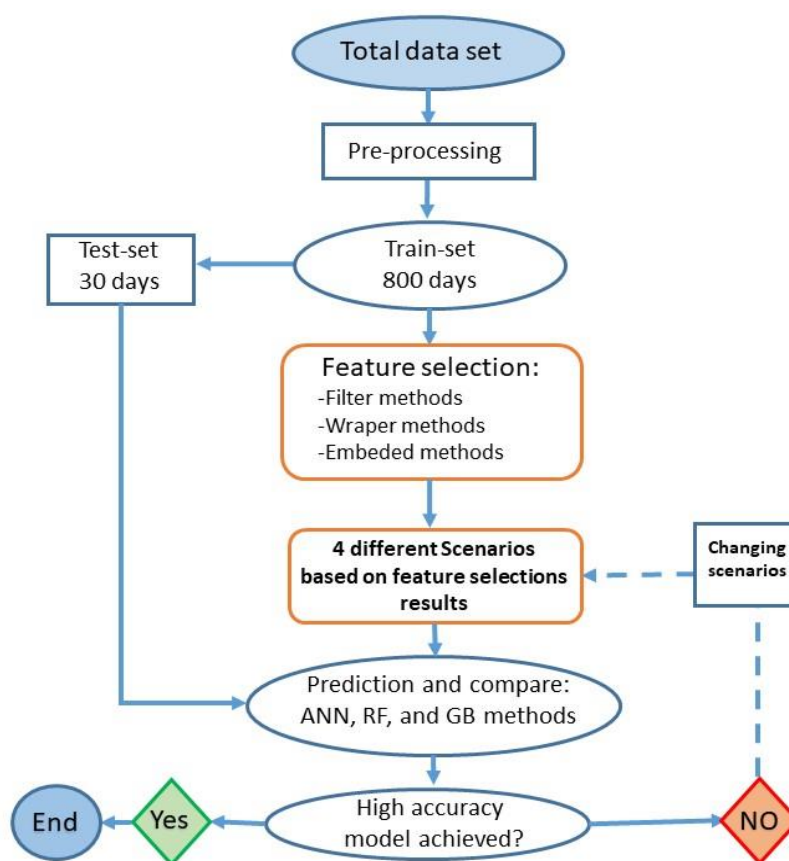 Total data set
Pre-processing
Test-set
30 days
Train-set
800 days
Feature selection:
-Filter methods
-Wraper methods
-Embeded methods
4 different Scenarios
based on feature selections
results
Changing
scenarios
Prediction and compare:
ANN, RF, and GB methods
End
Yes
High accuracy
model achieved?
NO